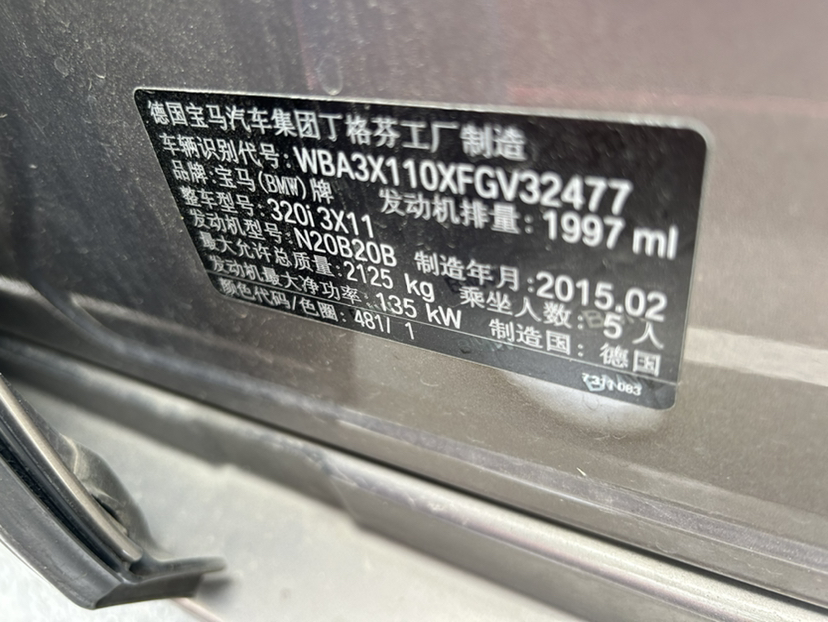 德国宝马汽车集团丁格芬工厂制造
车辆识别代号: WBA3X110XFGV32477
品牌: 宝马(BMW)牌 发动机排量: 1997 ml
整车型号: 320i 3X11
发动机型号: N20B20B 制造年月: 2015.02
最大允许总质量: 2125 kg 乘坐人数: 5 人
发动机最大净功率: 135 kW 制造国: 德国
颜色代码/色圈: 481/ 1